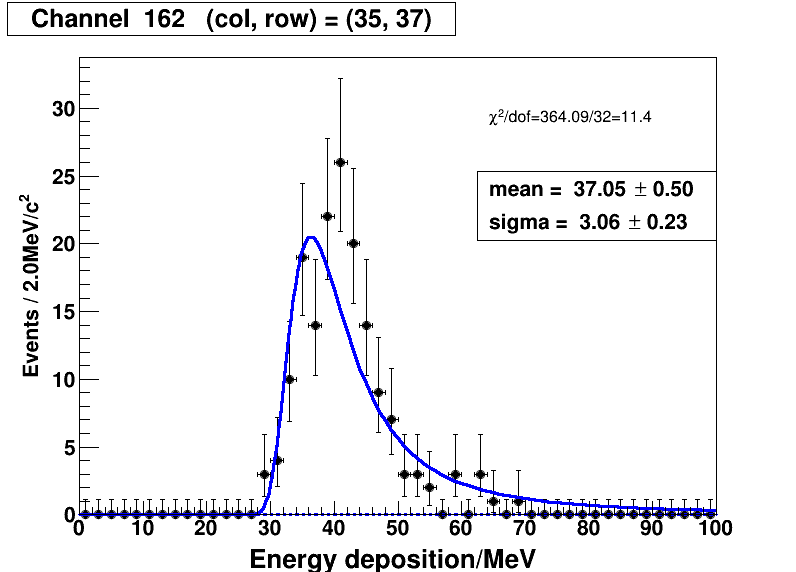 Channel 162 (col, row) = (35, 37)
χ²/dof=364.09/32=11.4
mean = 37.05 ± 0.50
sigma = 3.06 ± 0.23
Events / 2.0MeV/c²
30
25
20
15
10
5
0
0 10 20 30 40 50 60 70 80 90 100
Energy deposition/MeV